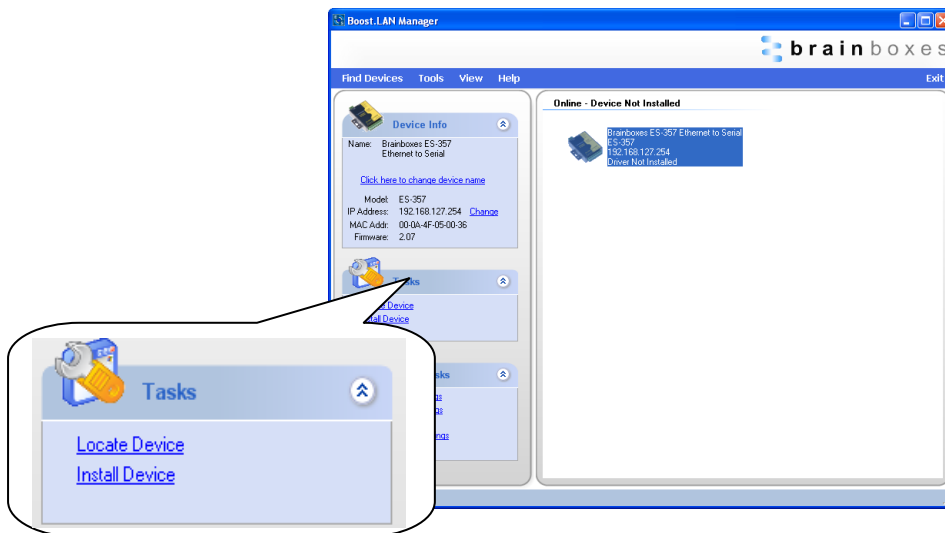 Boost.LAN Manager
brainboxes
Find Devices Tools View Help Exit
Device Info
Name: Brainboxes ES-357
Ethernet to Serial
Click here to change device name
Model: ES-357
IP Address: 192.168.127.254 Change
MAC Addr: 00-0A-4F-05-00-36
Firmware: 2.07
Tasks
Device
Install Device
Online - Device Not Installed
Brainboxes ES-357 Ethernet to Serial
ES-357
192.168.127.254
Driver Not Installed
Tasks
Locate Device
Install Device